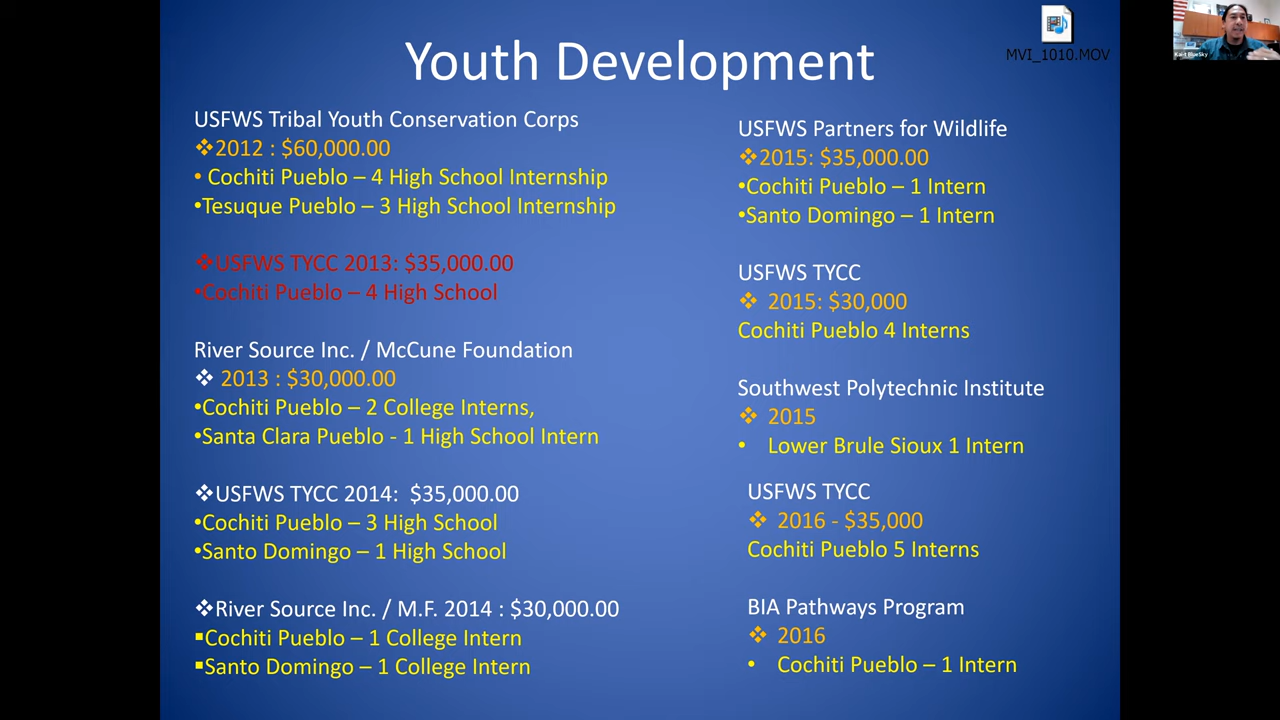 Youth Development
MVI_1010.MOV
USFWS Tribal Youth Conservation Corps
❖2012 : $60,000.00
• Cochiti Pueblo – 4 High School Internship
•Tesuque Pueblo – 3 High School Internship
❖USFWS TYCC 2013: $35,000.00
•Cochiti Pueblo – 4 High School
River Source Inc. / McCune Foundation
❖ 2013 : $30,000.00
•Cochiti Pueblo – 2 College Interns,
•Santa Clara Pueblo - 1 High School Intern
❖USFWS TYCC 2014: $35,000.00
•Cochiti Pueblo – 3 High School
•Santo Domingo – 1 High School
❖River Source Inc. / M.F. 2014 : $30,000.00
▪Cochiti Pueblo – 1 College Intern
▪Santo Domingo – 1 College Intern
USFWS Partners for Wildlife
❖2015: $35,000.00
•Cochiti Pueblo – 1 Intern
•Santo Domingo – 1 Intern
USFWS TYCC
❖ 2015: $30,000
Cochiti Pueblo 4 Interns
Southwest Polytechnic Institute
❖ 2015
• Lower Brule Sioux 1 Intern
USFWS TYCC
❖ 2016 - $35,000
Cochiti Pueblo 5 Interns
BIA Pathways Program
❖ 2016
• Cochiti Pueblo – 1 Intern